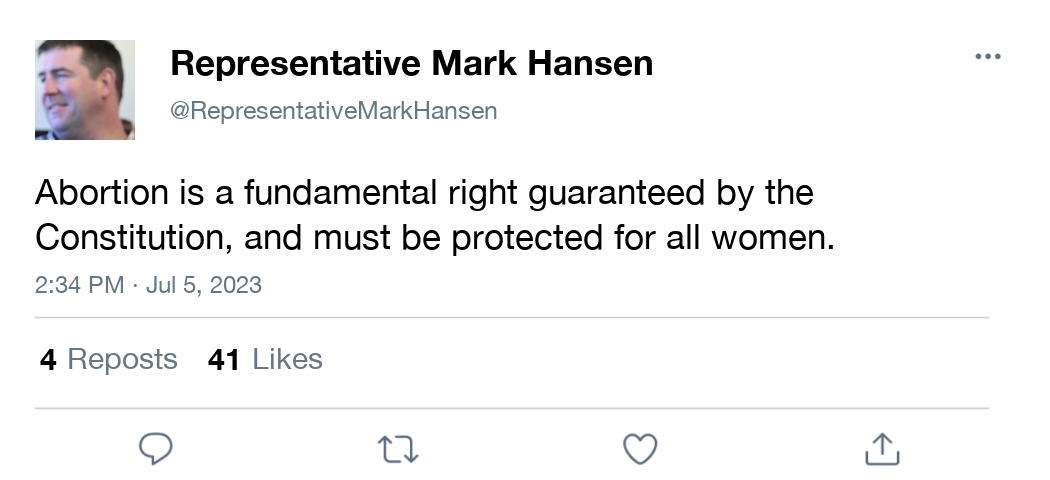 Representative Mark Hansen
@RepresentativeMarkHansen
Abortion is a fundamental right guaranteed by the
Constitution, and must be protected for all women.
2:34 PM · Jul 5, 2023
4 Reposts 41 Likes